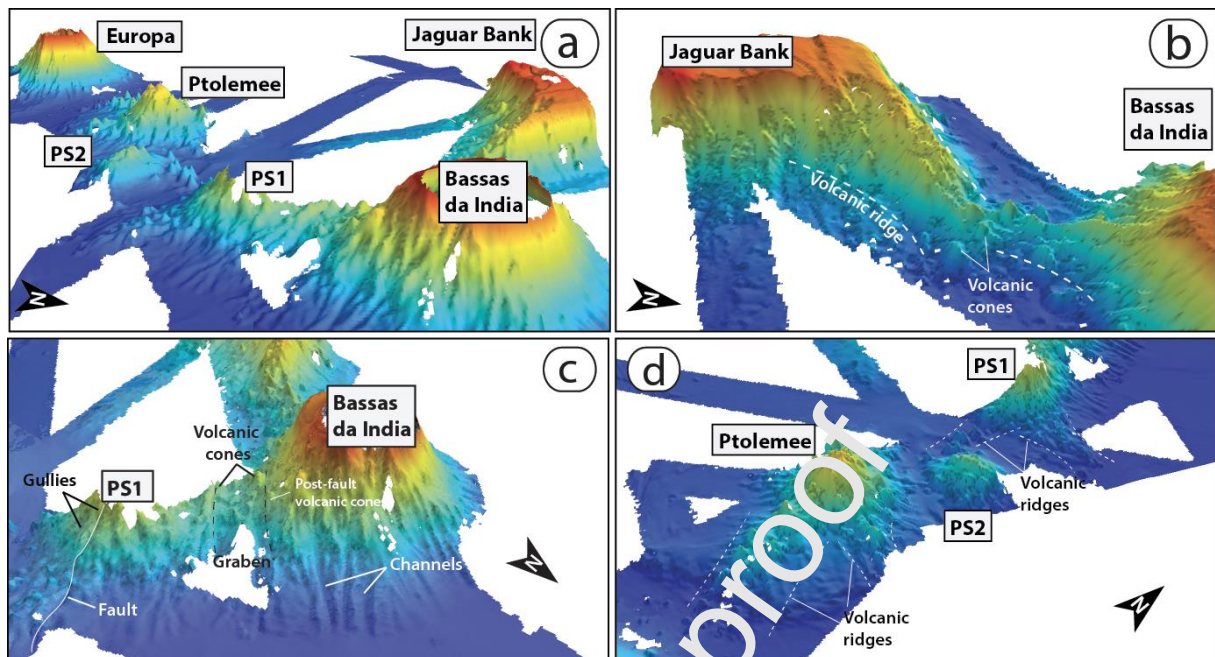 Europa
Jaguar Bank
a
Ptolemee
PS2
PS1
Bassas
da India
N
b
Jaguar Bank
Bassas
da India
Volcanic ridge
Volcanic
cones
N
c
Bassas
da India
Volcanic
cones
Gullies
PS1
Post-fault
volcanic cones
Graben
Channels
Fault
N
d
PS1
Ptolemee
Volcanic
ridges
PS2
Volcanic
ridges
N
proof